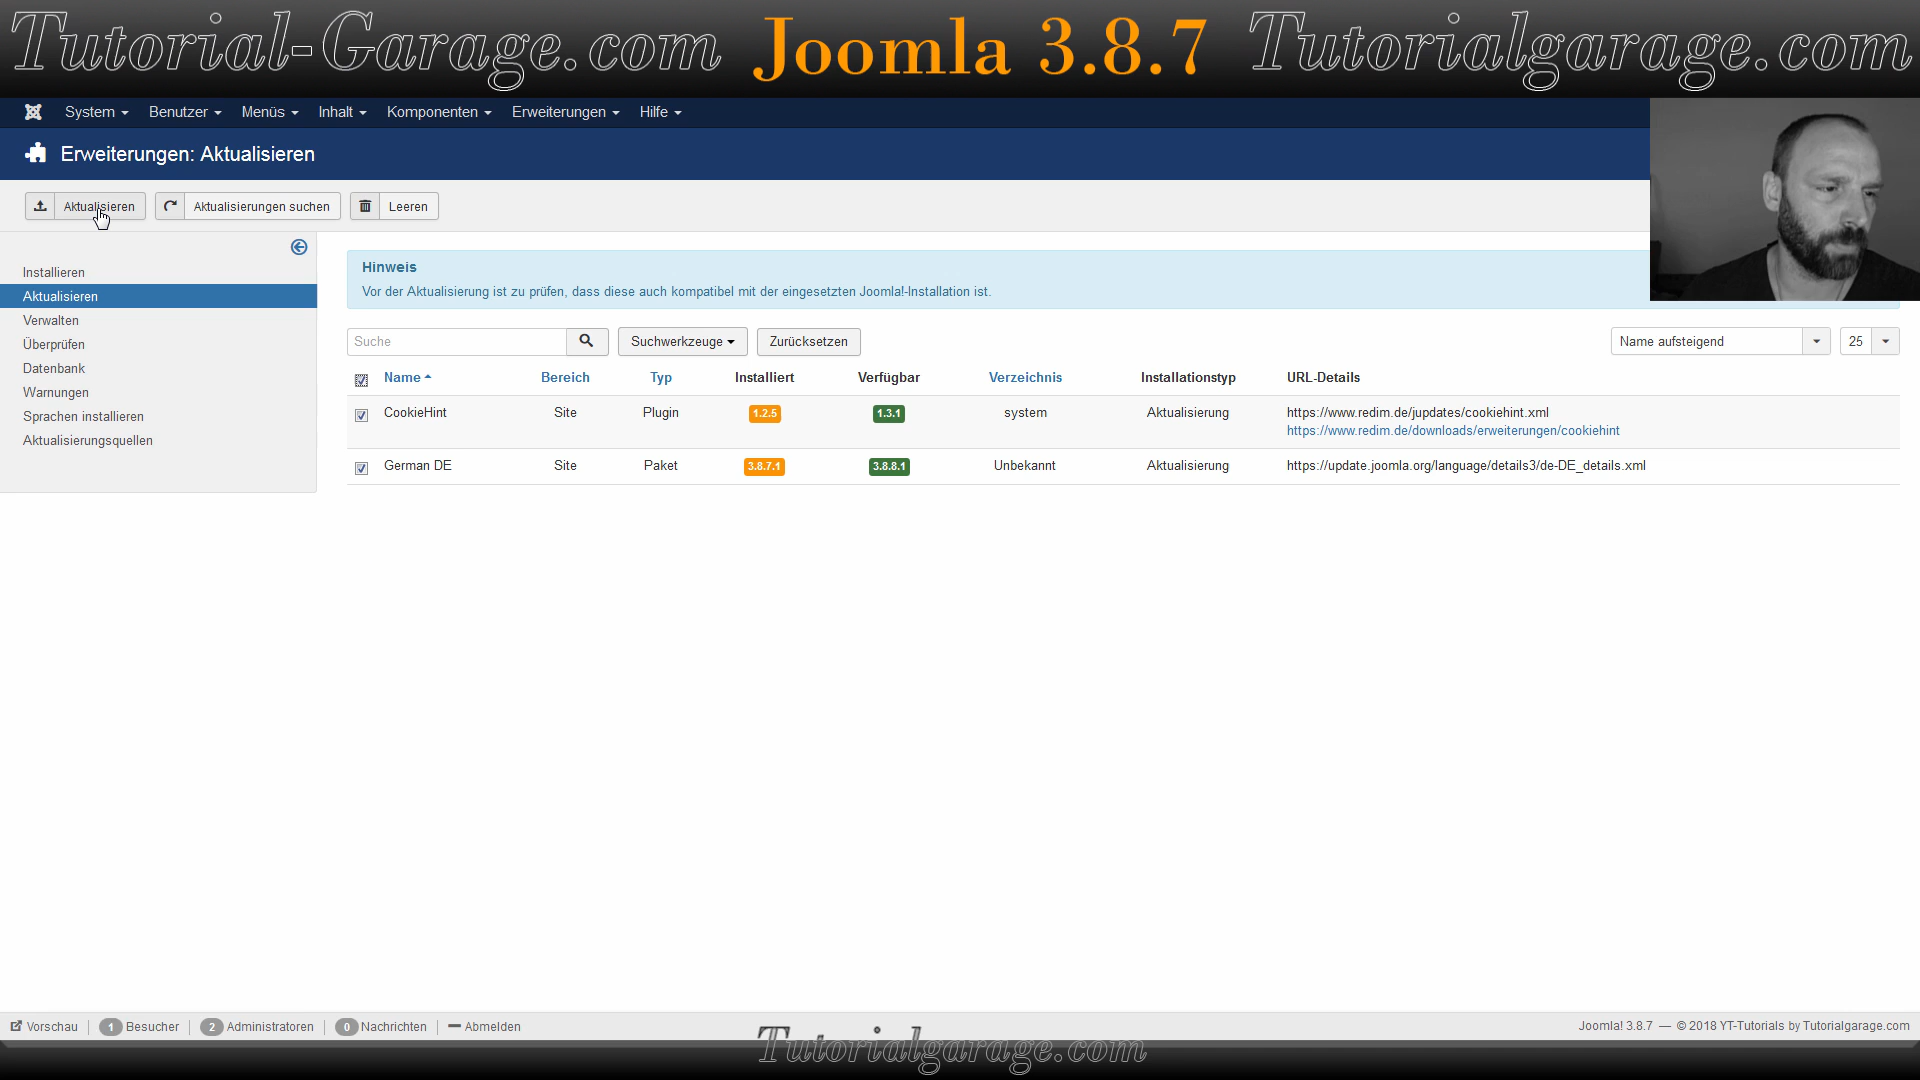 Tutorial-Garage.com Joomla 3.8.7 Tutorialgarage.com
System Benutzer Menüs Inhalt Komponenten Erweiterungen Hilfe
Erweiterungen: Aktualisieren
Aktualisieren Aktualisierungen suchen Leeren
Installieren
Aktualisieren
Verwalten
Überprüfen
Datenbank
Warnungen
Sprachen installieren
Aktualisierungsquellen
Hinweis
Vor der Aktualisierung ist zu prüfen, dass diese auch kompatibel mit der eingesetzten Joomla!-Installation ist.
Suche Suchwerkzeuge Zurücksetzen Name aufsteigend 25
Name Bereich Typ Installiert Verfügbar Verzeichnis Installationstyp URL-Details
CookieHint Site Plugin 1.2.5 1.3.1 system Aktualisierung https://www.redim.de/jupdates/cookiehint.xml
https://www.redim.de/downloads/erweiterungen/cookiehint
German DE Site Paket 3.8.7.1 3.8.8.1 Unbekannt Aktualisierung https://update.joomla.org/language/details3/de-DE_details.xml
Vorschau 1 Besucher 2 Administratoren 0 Nachrichten Abmelden Joomla! 3.8.7 — © 2018 YT-Tutorials by Tutorialgarage.com
Tutorialgarage.com